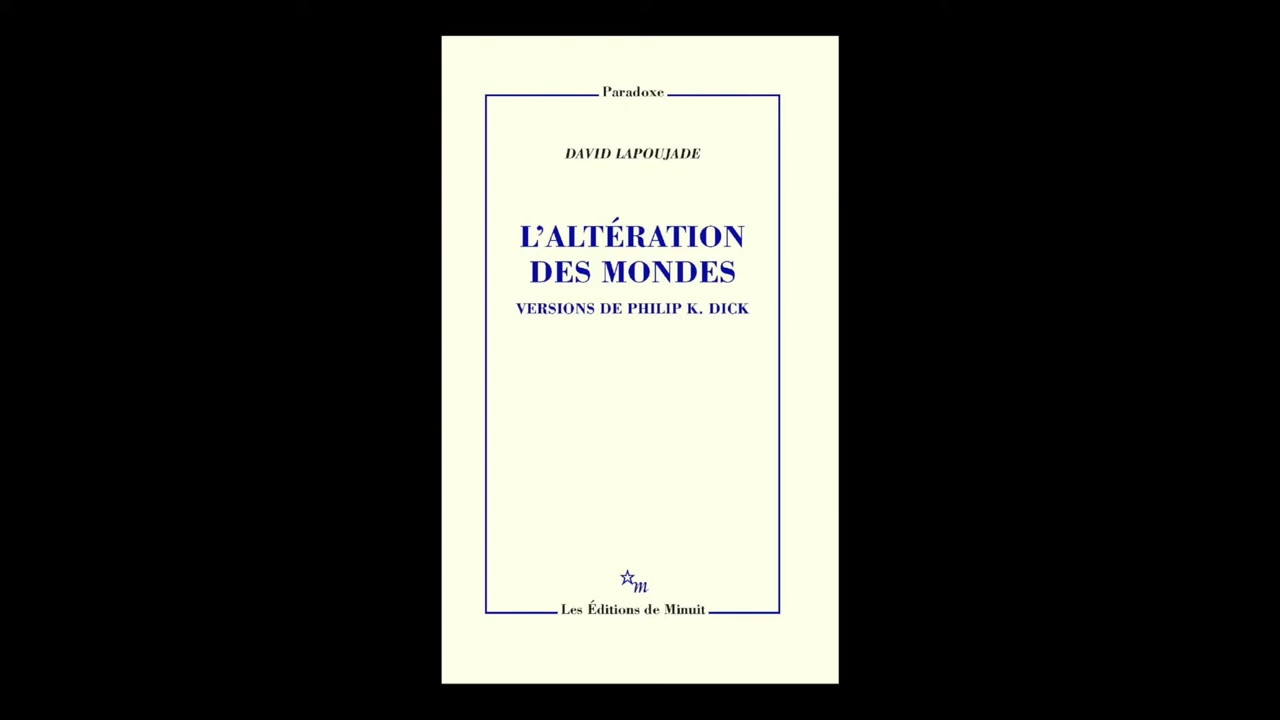 Paradoxe
DAVID LAPOUJADE
L’ALTÉRATION
DES MONDES
VERSIONS DE PHILIP K. DICK
m
Les Éditions de Minuit